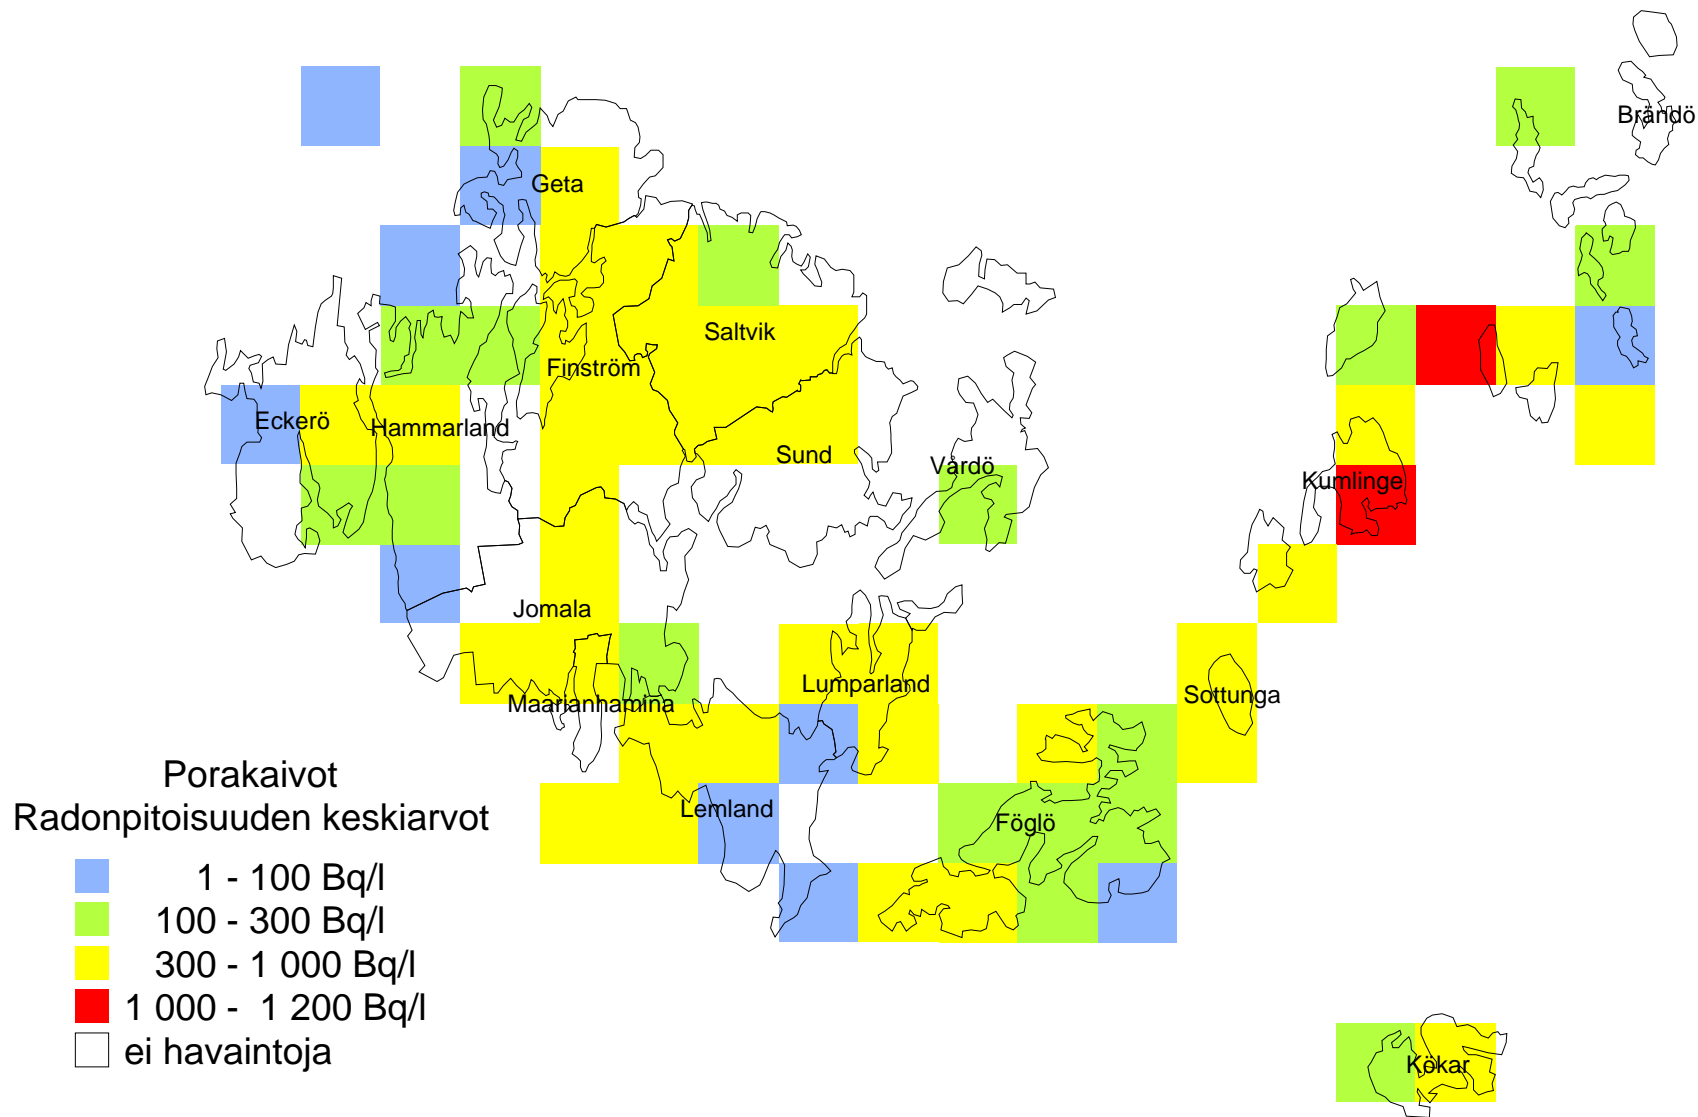 Brändö
Geta
Saltvik
Finström
Eckerö
Hammarland
Sund
Vårdö
Kumlinge
Jomala
Lumparland
Sottunga
Maarianhamina
Lemland
Föglö
Kökar
Porakaivot
Radonpitoisuuden keskiarvot
1 - 100 Bq/l
100 - 300 Bq/l
300 - 1 000 Bq/l
1 000 - 1 200 Bq/l
ei havaintoja